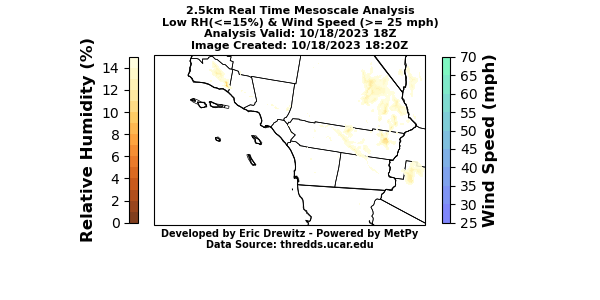 2.5km Real Time Mesoscale Analysis
Low RH(<=15%) & Wind Speed (>= 25 mph)
Analysis Valid: 10/18/2023 18Z
Image Created: 10/18/2023 18:20Z
Relative Humidity (%)
14
12
10
8
6
4
2
0
70
65
60
55
50
45
40
35
30
25
Wind Speed (mph)
Developed by Eric Drewitz - Powered by MetPy
Data Source: thredds.ucar.edu